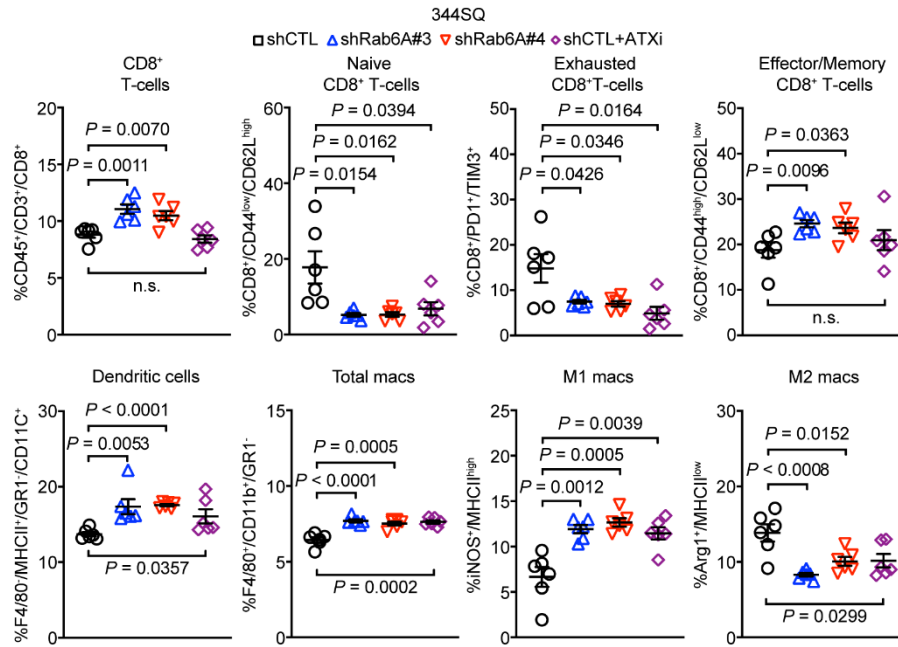 344SQ
shCTL shRab6A#3 shRab6A#4 shCTL+ATXi
CD8+
T-cells
%CD45+/CD3+/CD8+
20
15
10
5
0
P = 0.0070
P = 0.0011
n.s.
Naive
CD8+ T-cells
%CD8+/CD44low/CD62Lhigh
60
40
20
0
P = 0.0394
P = 0.0162
P = 0.0154
Exhausted
CD8+T-cells
%CD8+/PD1+/TIM3+
50
40
30
20
10
0
P = 0.0164
P = 0.0346
P = 0.0426
Effector/Memory
CD8+ T-cells
%CD8+/CD44high/CD62Llow
50
40
30
20
10
0
P = 0.0363
P = 0.0096
n.s.
Dendritic cells
%F4/80-/MHCII+/GR1-/CD11C+
30
20
10
0
P < 0.0001
P = 0.0053
P = 0.0357
Total macs
%F4/80+/CD11b+/GR1-
15
10
5
0
P = 0.0005
P < 0.0001
P = 0.0002
M1 macs
%iNOS+/MHCIIhigh
25
20
15
10
5
0
P = 0.0039
P = 0.0005
P = 0.0012
M2 macs
%Arg1+/MHCIIlow
30
20
10
0
P = 0.0152
P < 0.0008
P = 0.0299